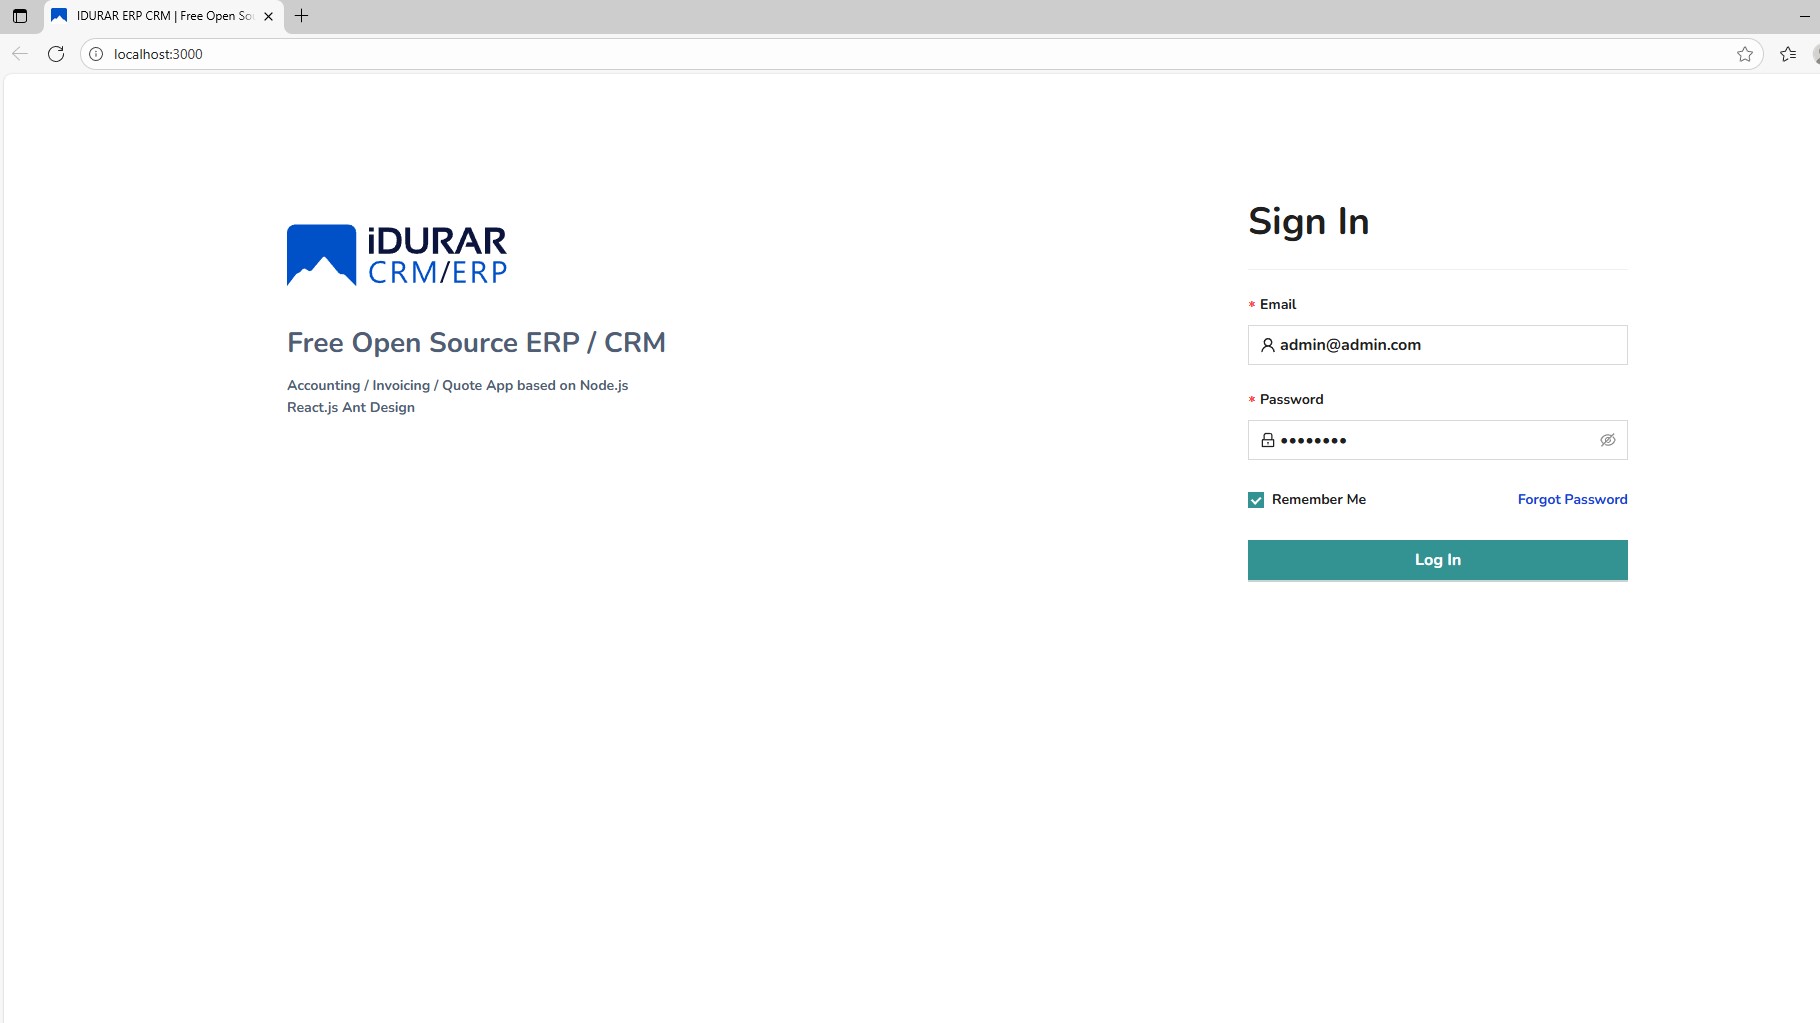 IDURAR ERP CRM | Free Open So
localhost:3000
iDURAR
CRM/ERP
Free Open Source ERP / CRM
Accounting / Invoicing / Quote App based on Node.js
React.js Ant Design
Sign In
* Email
admin@admin.com
* Password
••••••••
Remember Me
Forgot Password
Log In